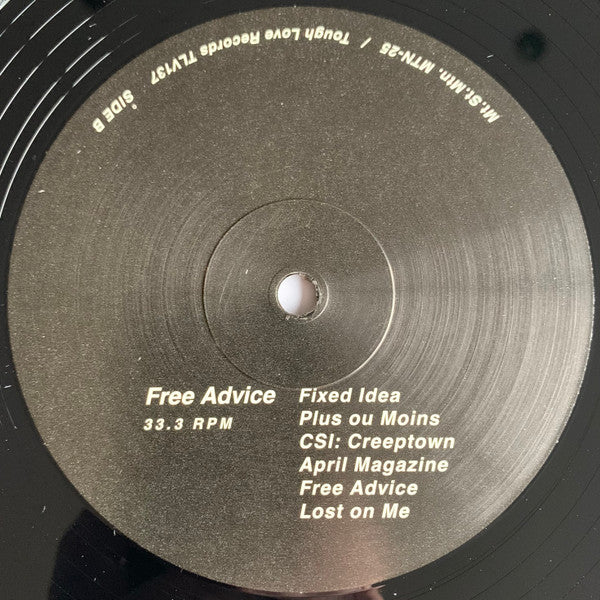 Mt.St.Mtn. MTN-25 / Tough Love Records TLV137 SIDE B
Free Advice
33.3 RPM
Fixed Idea
Plus ou Moins
CSI: Creeptown
April Magazine
Free Advice
Lost on Me